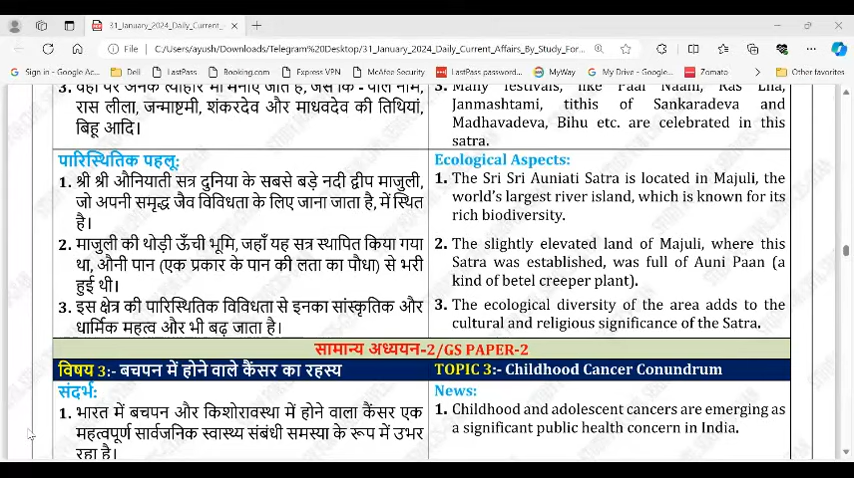 31_January_2024_Daily_Current_
File
C:/Users/ayush/Downloads/Telegram%20Desktop/31_January_2024_Daily_Current_Affairs_By_Study_For...
Sign in - Google Ac...
Dell
LastPass
Booking.com
Express VPN
McAfee Security
LastPass password...
MyWay
My Drive - Google...
Zomato
Other favorites
रास लीला, जन्माष्टमी, शंकरदेव और माधवदेव की तिथियां,
बिहू आदि।
3. Many festivals, like Paal Naam, Ras Lila,
Janmashtami, tithis of Sankaradeva and
Madhavadeva, Bihu etc. are celebrated in this
satra.
पारिस्थितिक पहलू:
1. श्री श्री औनियाती सत्र दुनिया के सबसे बड़े नदी द्वीप माजुली,
जो अपनी समृद्ध जैव विविधता के लिए जाना जाता है, में स्थित
है।
2. माजुली की थोड़ी ऊँची भूमि, जहाँ यह सत्र स्थापित किया गया
था, औनी पान (एक प्रकार के पान की लता का पौधा) से भरी
हुई थी।
3. इस क्षेत्र की पारिस्थितिक विविधता से इनका सांस्कृतिक और
धार्मिक महत्व और भी बढ़ जाता है।
Ecological Aspects:
1. The Sri Sri Auniati Satra is located in Majuli, the
world's largest river island, which is known for its
rich biodiversity.
2. The slightly elevated land of Majuli, where this
Satra was established, was full of Auni Paan (a
kind of betel creeper plant).
3. The ecological diversity of the area adds to the
cultural and religious significance of the Satra.
सामान्य अध्ययन-2/GS PAPER-2
विषय 3:- बचपन में होने वाले कैंसर का रहस्य
TOPIC 3:- Childhood Cancer Conundrum
संदर्भ:
1. भारत में बचपन और किशोरावस्था में होने वाला कैंसर एक
महत्वपूर्ण सार्वजनिक स्वास्थ्य संबंधी समस्या के रूप में उभर
रहा है।
News:
1. Childhood and adolescent cancers are emerging as
a significant public health concern in India.